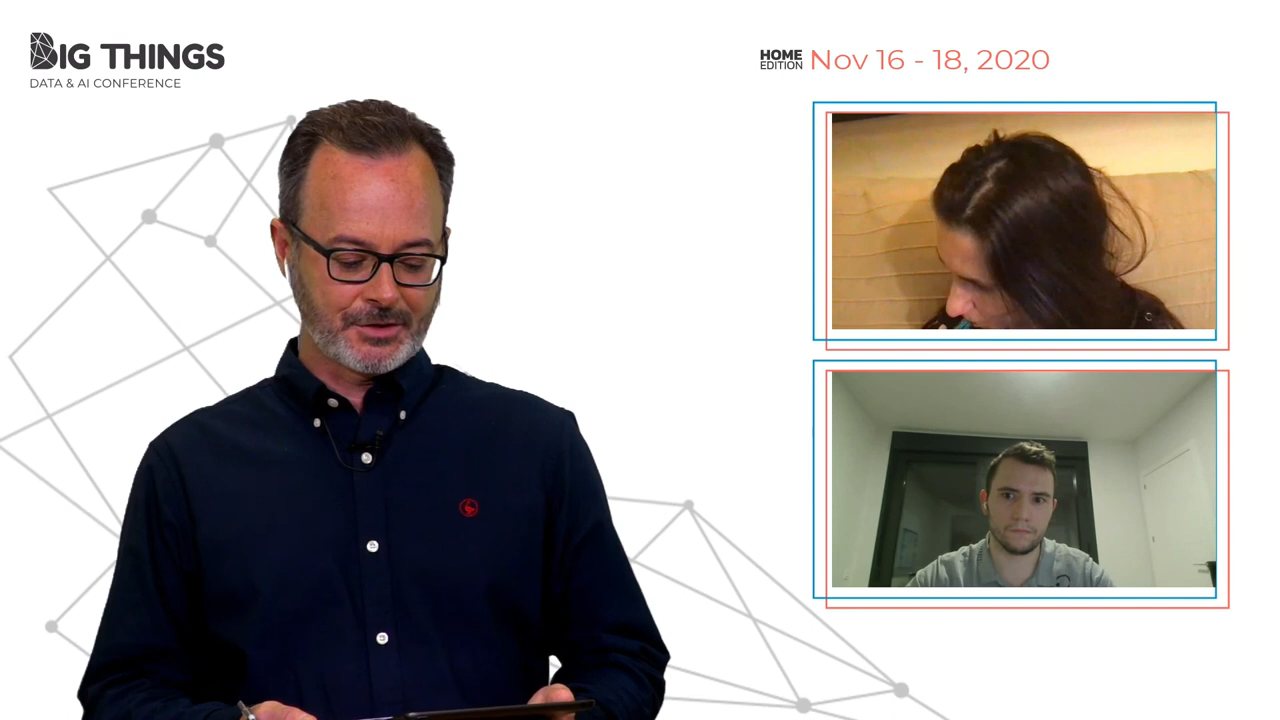 BIG THINGS
DATA & AI CONFERENCE
HOME
EDITION
Nov 16 - 18, 2020